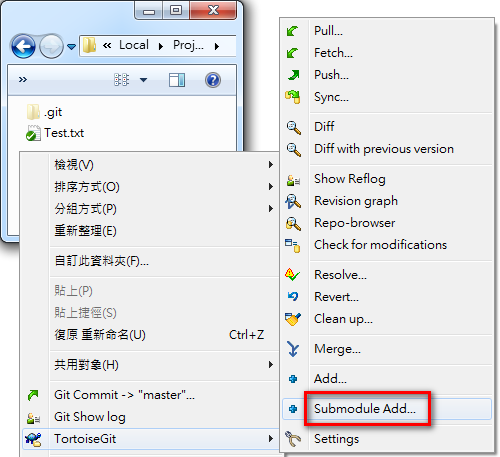 « Local Proj...
»
.git
Test.txt
檢視(V)
排序方式(O)
分組方式(P)
重新整理(E)
自訂此資料夾(F)...
貼上(P)
貼上捷徑(S)
復原 重新命名(U) Ctrl+Z
共用對象(H)
Git Commit -> "master"...
Git Show log
TortoiseGit
Pull...
Fetch...
Push...
Sync...
Diff
Diff with previous version
Show Reflog
Revision graph
Repo-browser
Check for modifications
Resolve...
Revert...
Clean up...
Merge...
Add...
Submodule Add...
Settings